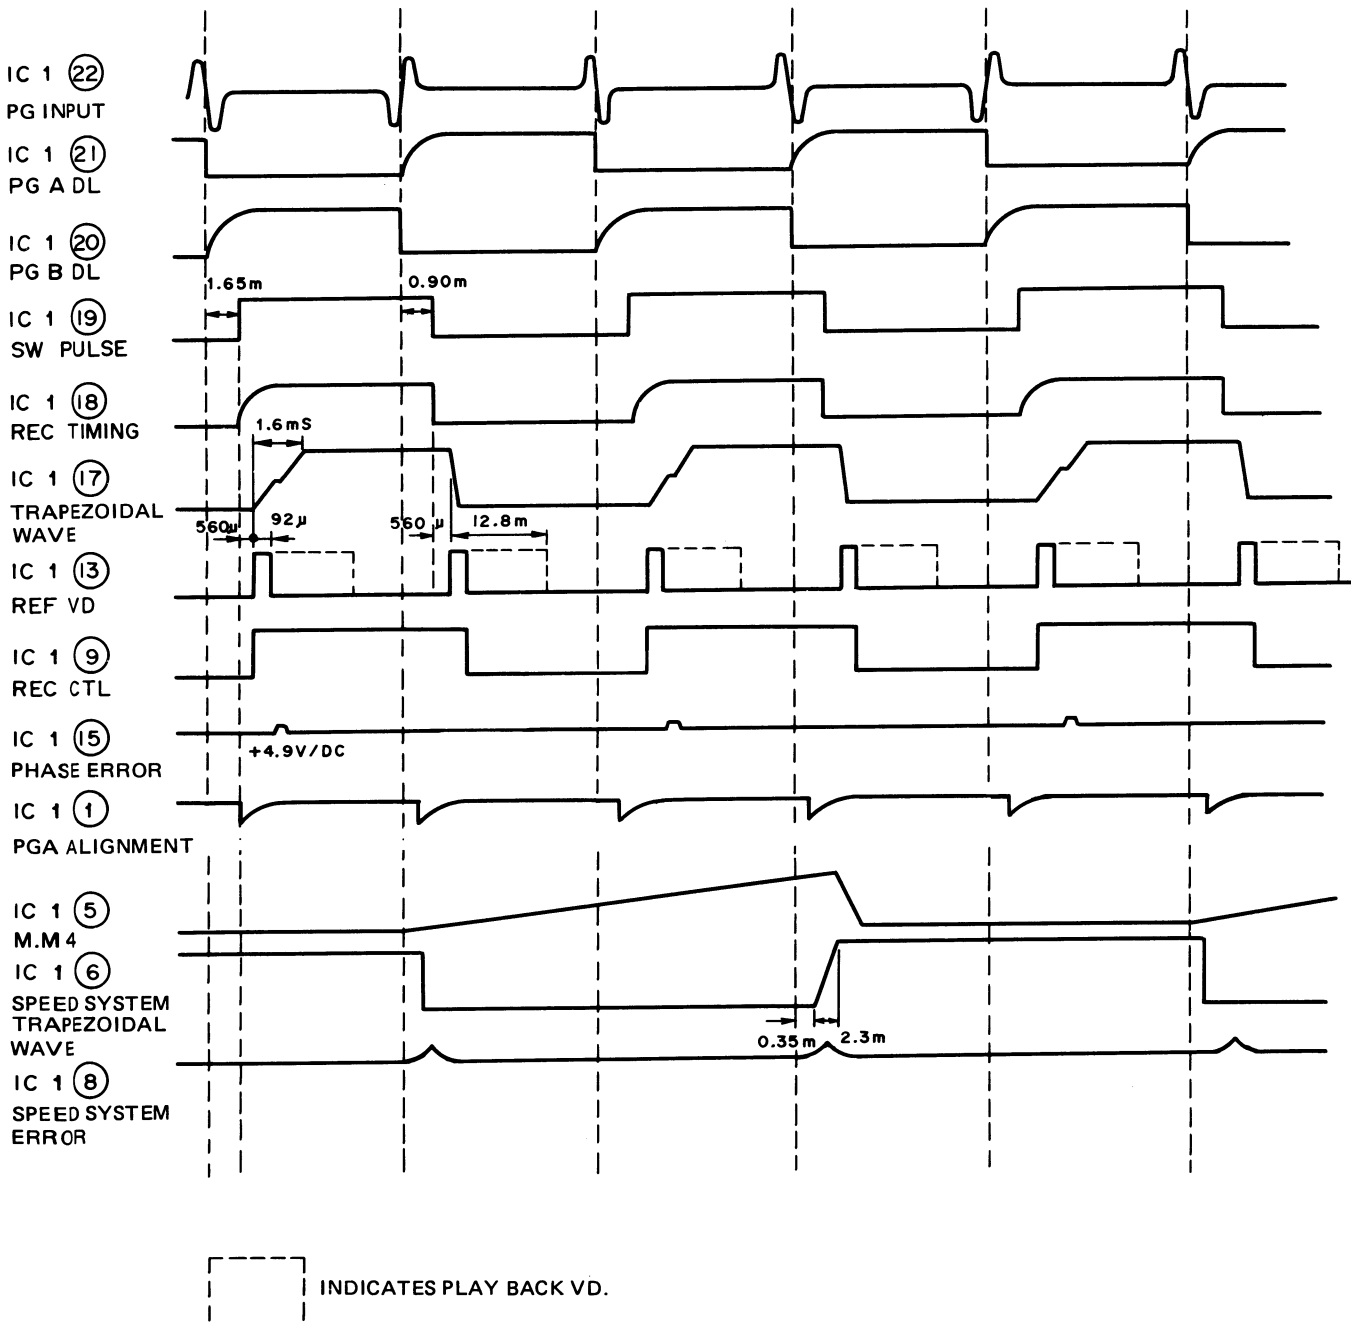 IC 1 22
PG INPUT
IC 1 21
PG A DL
IC 1 20
PG B DL
1.65m
0.90m
IC 1 19
SW PULSE
IC 1 18
REC TIMING
1.6mS
IC 1 17
TRAPEZOIDAL
WAVE
560μ
92μ
560 μ
12.8m
IC 1 13
REF VD
IC 1 9
REC CTL
IC 1 15
+4.9V/DC
PHASE ERROR
IC 1 1
PGA ALIGNMENT
IC 1 5
M.M4
IC 1 6
SPEED SYSTEM
TRAPEZOIDAL
WAVE
0.35m
2.3m
IC 1 8
SPEED SYSTEM
ERROR
INDICATES PLAY BACK VD.